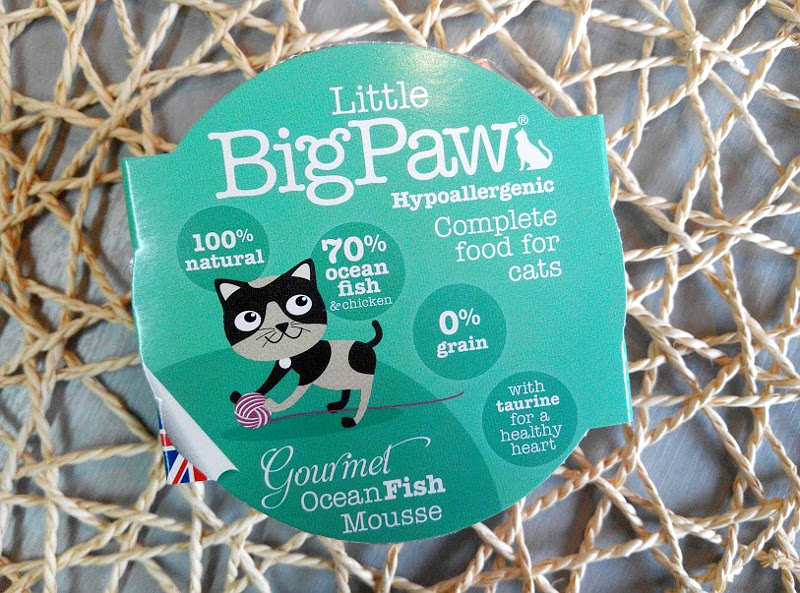 Little
BigPaw®
Hypoallergenic
Complete
food for
cats
100%
natural
70%
ocean
fish
& chicken
0%
grain
with
taurine
for a
healthy
heart
Gourmet
Ocean Fish
Mousse